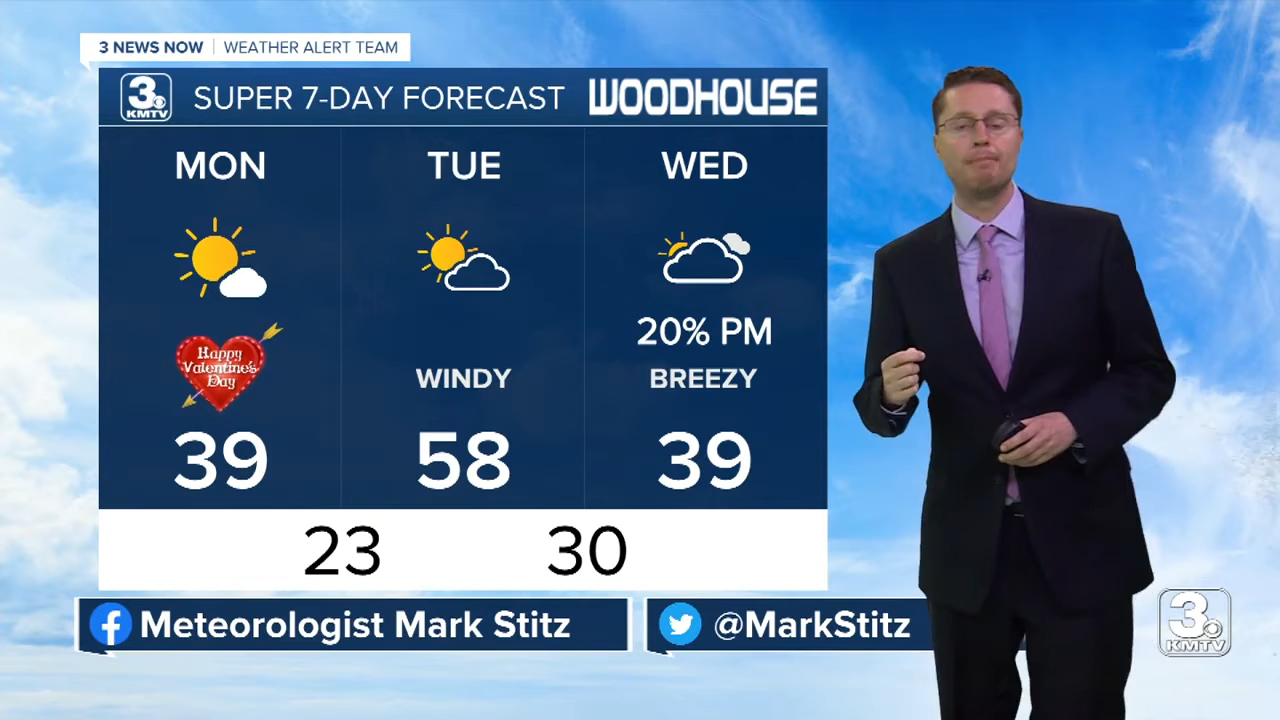 3 NEWS NOW | WEATHER ALERT TEAM
3 KMTV SUPER 7-DAY FORECAST WOODHOUSE
MON TUE WED
20% PM
Happy
Valentine's
Day
WINDY BREEZY
39 58 39
23 30
Meteorologist Mark Stitz @MarkStitz
3
KMTV